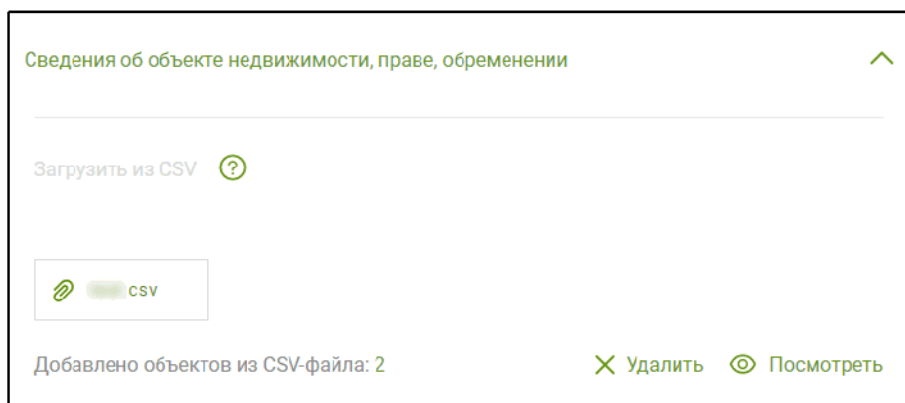 Сведения об объекте недвижимости, праве, обременении
Загрузить из CSV ?
csv
Добавлено объектов из CSV-файла: 2 Удалить Посмотреть